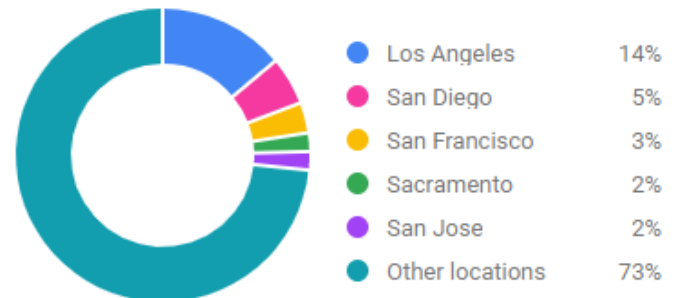 Los Angeles 14%
San Diego 5%
San Francisco 3%
Sacramento 2%
San Jose 2%
Other locations 73%